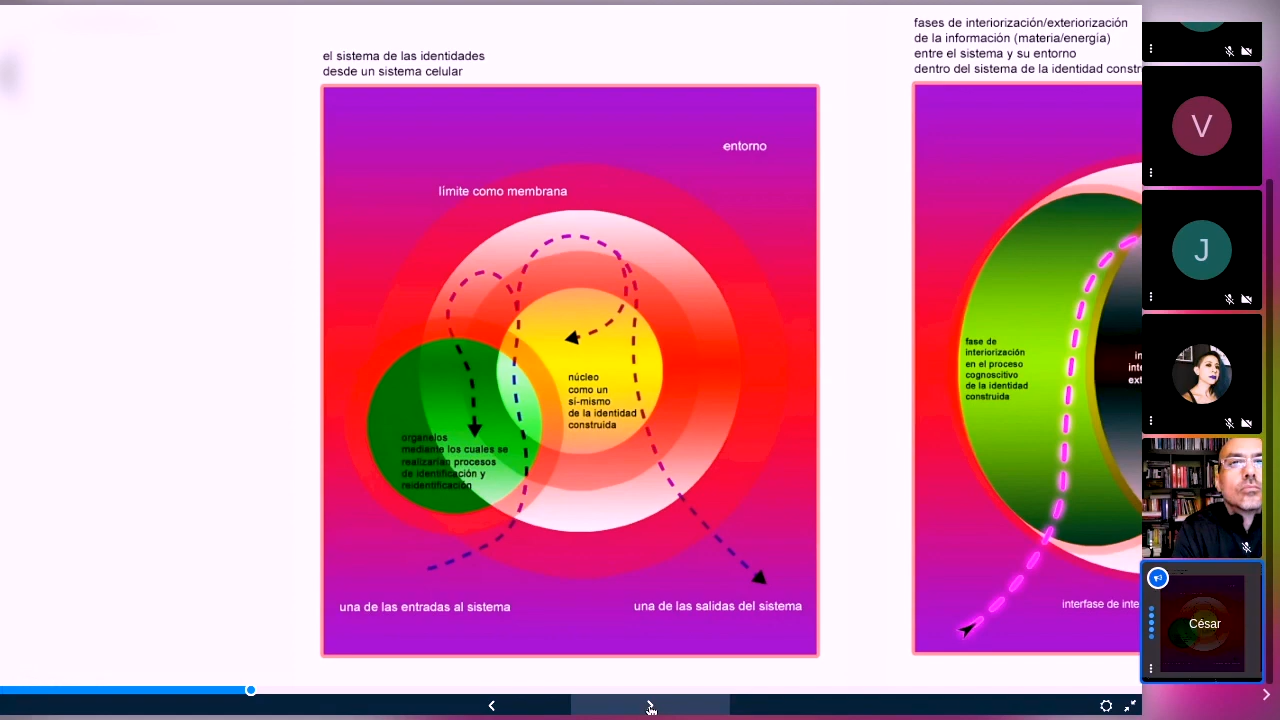 el sistema de las identidades
desde un sistema celular
entorno
límite como membrana
núcleo
como un
sí-mismo
de la identidad
construida
organelos
mediante los cuales se
realizarían procesos
de identificación y
reidentificación
una de las entradas al sistema
una de las salidas del sistema
fases de interiorización/exteriorización
de la información (materia/energía)
entre el sistema y su entorno
dentro del sistema de la identidad constr
fase de
interiorización
en el proceso
cognoscitivo
de la identidad
construida
in
inte
ext
interfase de inte
V
J
César